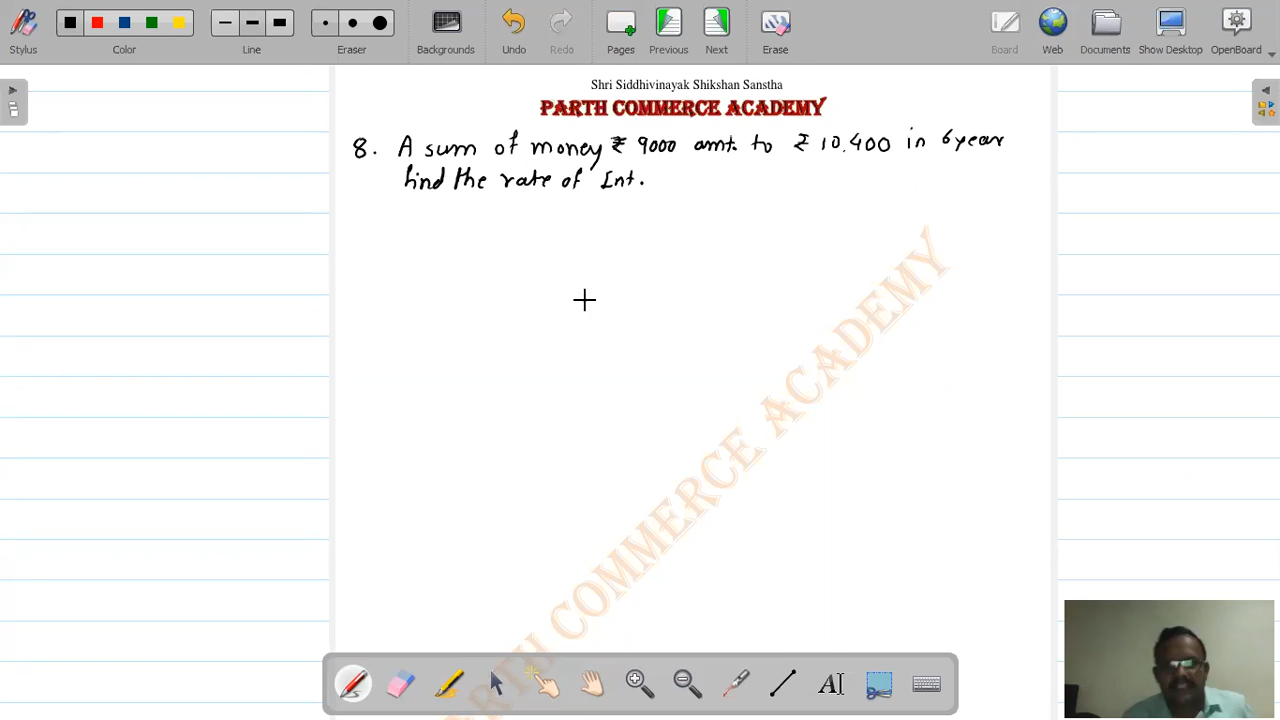 Stylus Color Line Eraser Backgrounds Undo Redo Pages Previous Next Erase Board Web Documents Show Desktop OpenBoard
Shri Siddhivinayak Shikshan Sanstha
PARTH COMMERCE ACADEMY
8. A sum of money ₹ 9000 amt. to ₹ 10,400 in 6 year
find the rate of Int.
PARTH COMMERCE ACADEMY